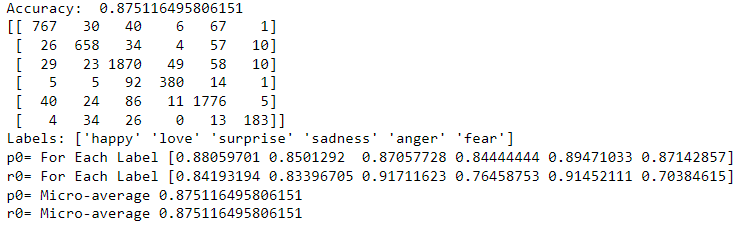 Accuracy:  0.875116495806151
[[ 767   30   40    6   67    1]
 [  26  658   34    4   57   10]
 [  29   23 1870   49   58   10]
 [   5    5   92  380   14    1]
 [  40   24   86   11 1776    5]
 [   4   34   26    0   13  183]]
Labels: ['happy' 'love' 'surprise' 'sadness' 'anger' 'fear']
p0= For Each Label [0.88059701 0.8501292  0.87057728 0.84444444 0.89471033 0.87142857]
r0= For Each Label [0.84193194 0.83396705 0.91711623 0.76458753 0.91452111 0.70384615]
p0= Micro-average 0.875116495806151
r0= Micro-average 0.875116495806151